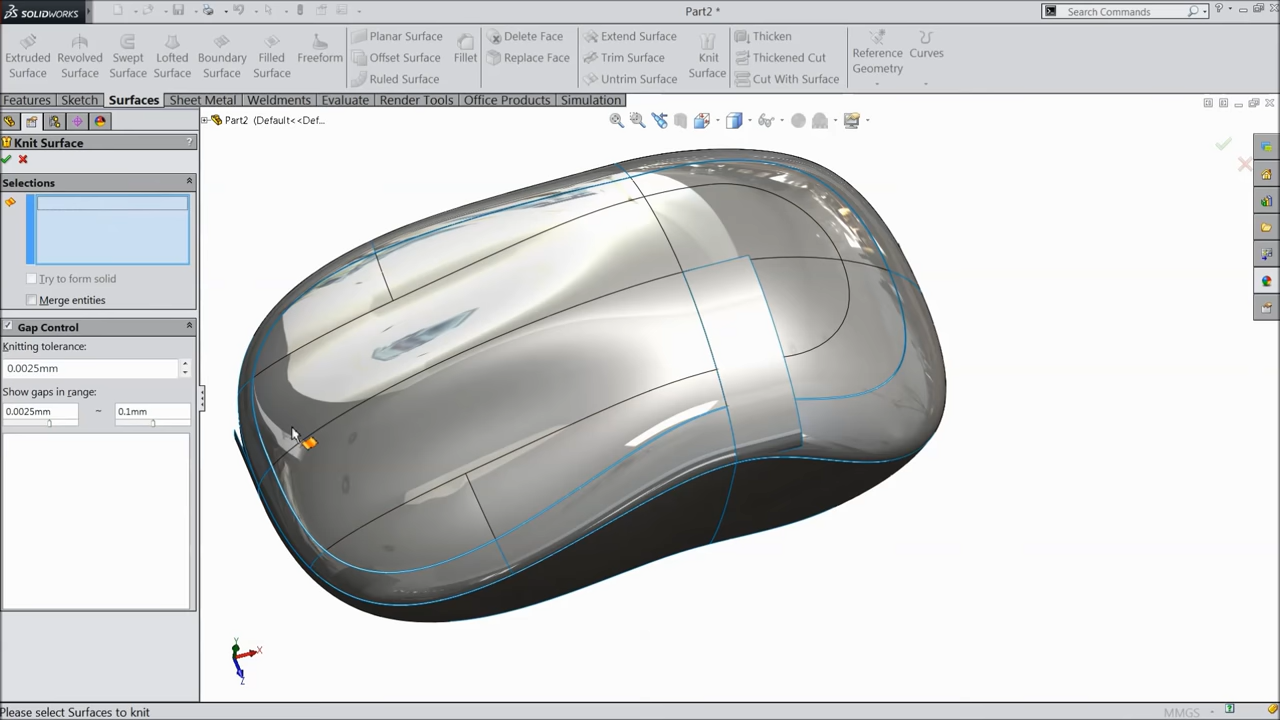 SOLIDWORKS
Part2 *
Search Commands
?
Extruded Surface
Revolved Surface
Swept Surface
Lofted Surface
Boundary Surface
Filled Surface
Freeform
Planar Surface
Offset Surface
Ruled Surface
Fillet
Delete Face
Replace Face
Extend Surface
Trim Surface
Untrim Surface
Knit Surface
Thicken
Thickened Cut
Cut With Surface
Reference Geometry
Curves
Features
Sketch
Surfaces
Sheet Metal
Weldments
Evaluate
Render Tools
Office Products
Simulation
Part2 (Default<<Def...
Knit Surface
?
Selections
Try to form solid
Merge entities
Gap Control
Knitting tolerance:
0.0025mm
Show gaps in range:
0.0025mm ~ 0.1mm
Y
X
Z
Please select Surfaces to knit
MMGS
?